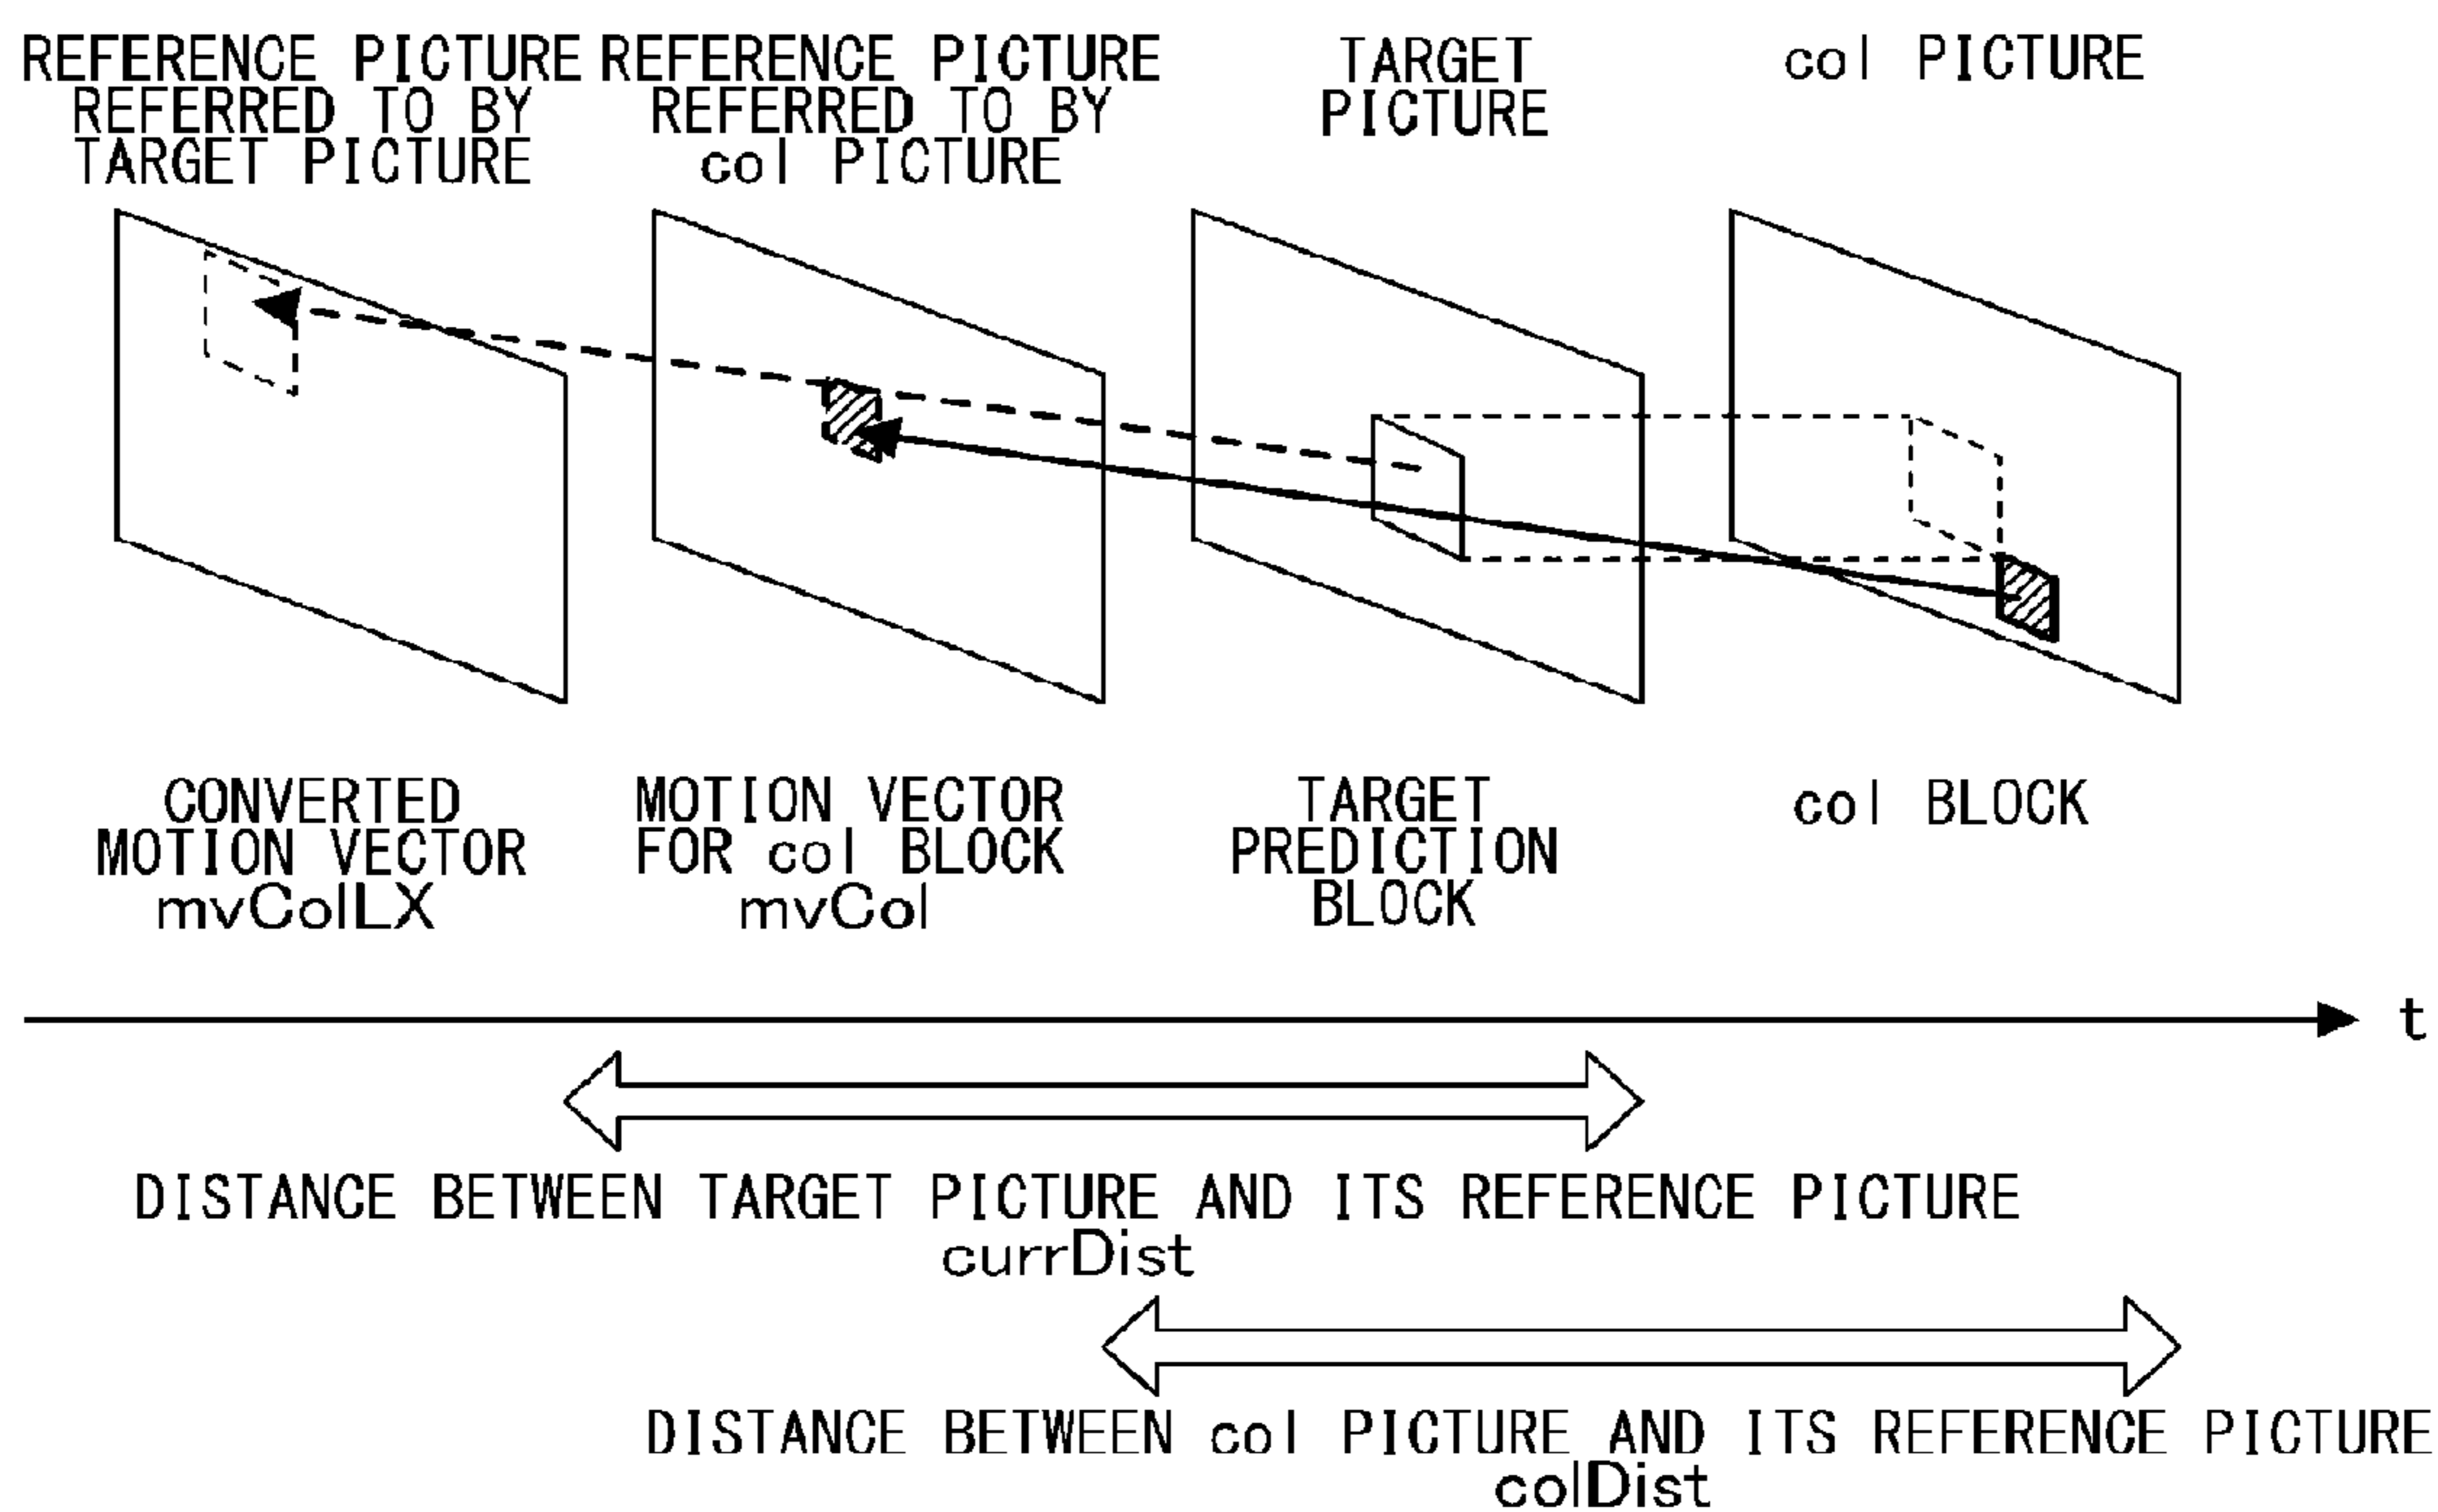 REFERENCE PICTURE
REFERRED TO BY
TARGET PICTURE
REFERENCE PICTURE
REFERRED TO BY
col PICTURE
TARGET
PICTURE
col PICTURE
CONVERTED
MOTION VECTOR
mvColLX
MOTION VECTOR
FOR col BLOCK
mvCol
TARGET
PREDICTION
BLOCK
col BLOCK
t
DISTANCE BETWEEN TARGET PICTURE AND ITS REFERENCE PICTURE
currDist
DISTANCE BETWEEN col PICTURE AND ITS REFERENCE PICTURE
colDist